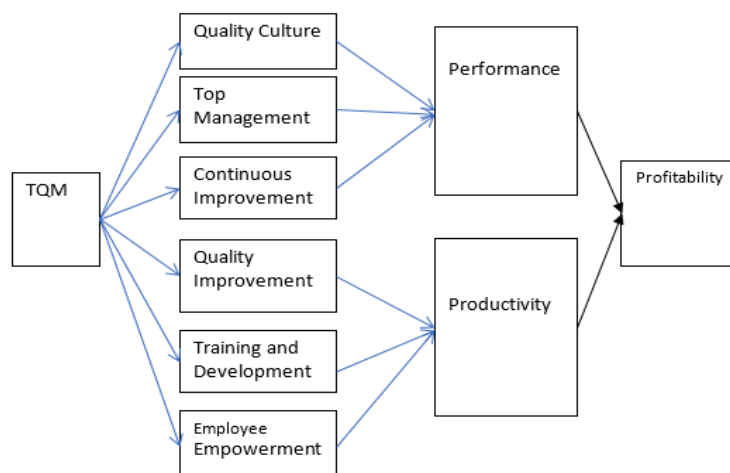 TQM
Quality Culture
Top
Management
Continuous
Improvement
Quality
Improvement
Training and
Development
Employee
Empowerment
Performance
Productivity
Profitability